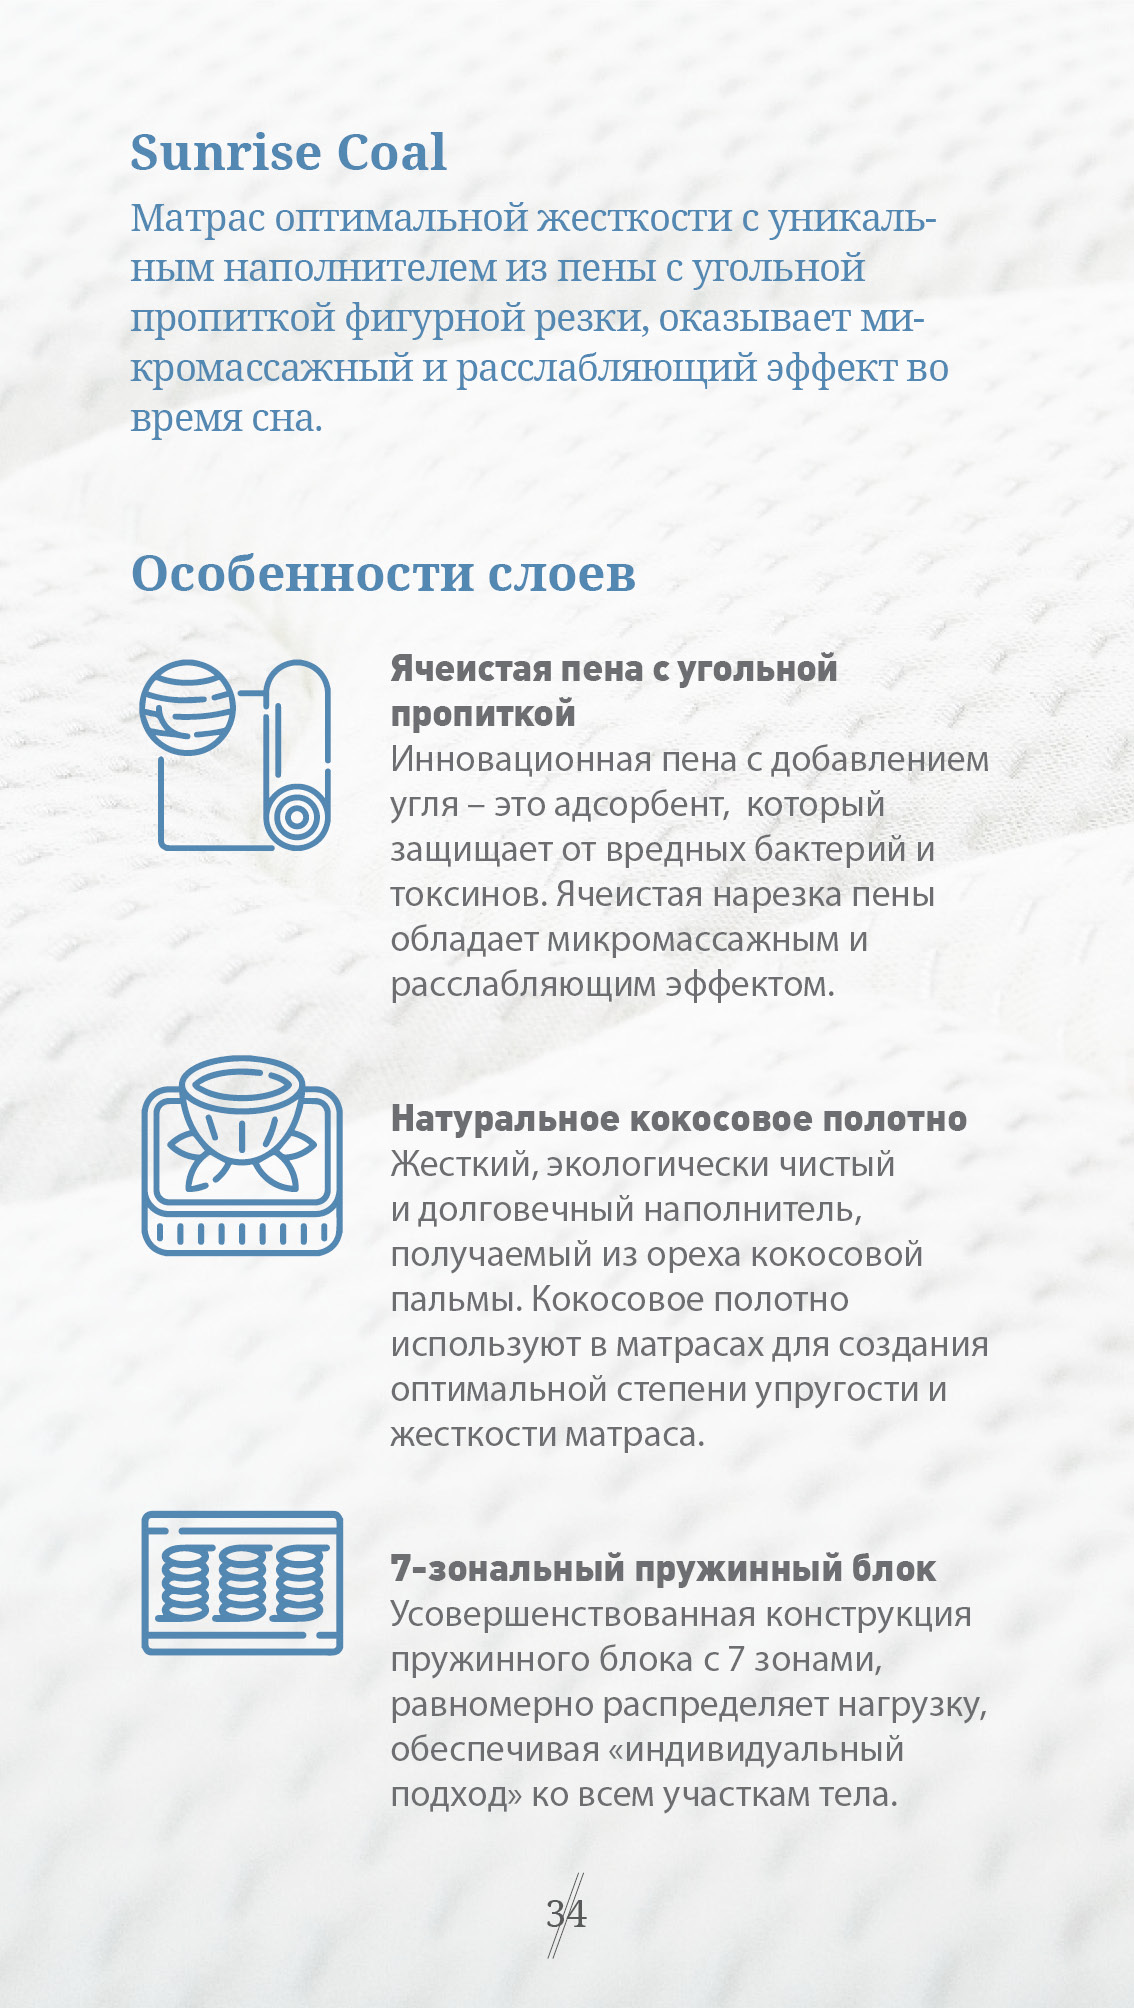 Sunrise Coal
Матрас оптимальной жесткости с уникаль-
ным наполнителем из пены с угольной
пропиткой фигурной резки, оказывает ми-
кромассажный и расслабляющий эффект во
время сна.
Особенности слоев
Ячеистая пена с угольной
пропиткой
Инновационная пена с добавлением
угля – это адсорбент,  который
защищает от вредных бактерий и
токсинов. Ячеистая нарезка пены
обладает микромассажным и
расслабляющим эффектом.
Натуральное кокосовое полотно
Жесткий, экологически чистый
и долговечный наполнитель,
получаемый из ореха кокосовой
пальмы. Кокосовое полотно
используют в матрасах для создания
оптимальной степени упругости и
жесткости матраса.
7-зональный пружинный блок
Усовершенствованная конструкция
пружинного блока с 7 зонами,
равномерно распределяет нагрузку,
обеспечивая «индивидуальный
подход» ко всем участкам тела.
34